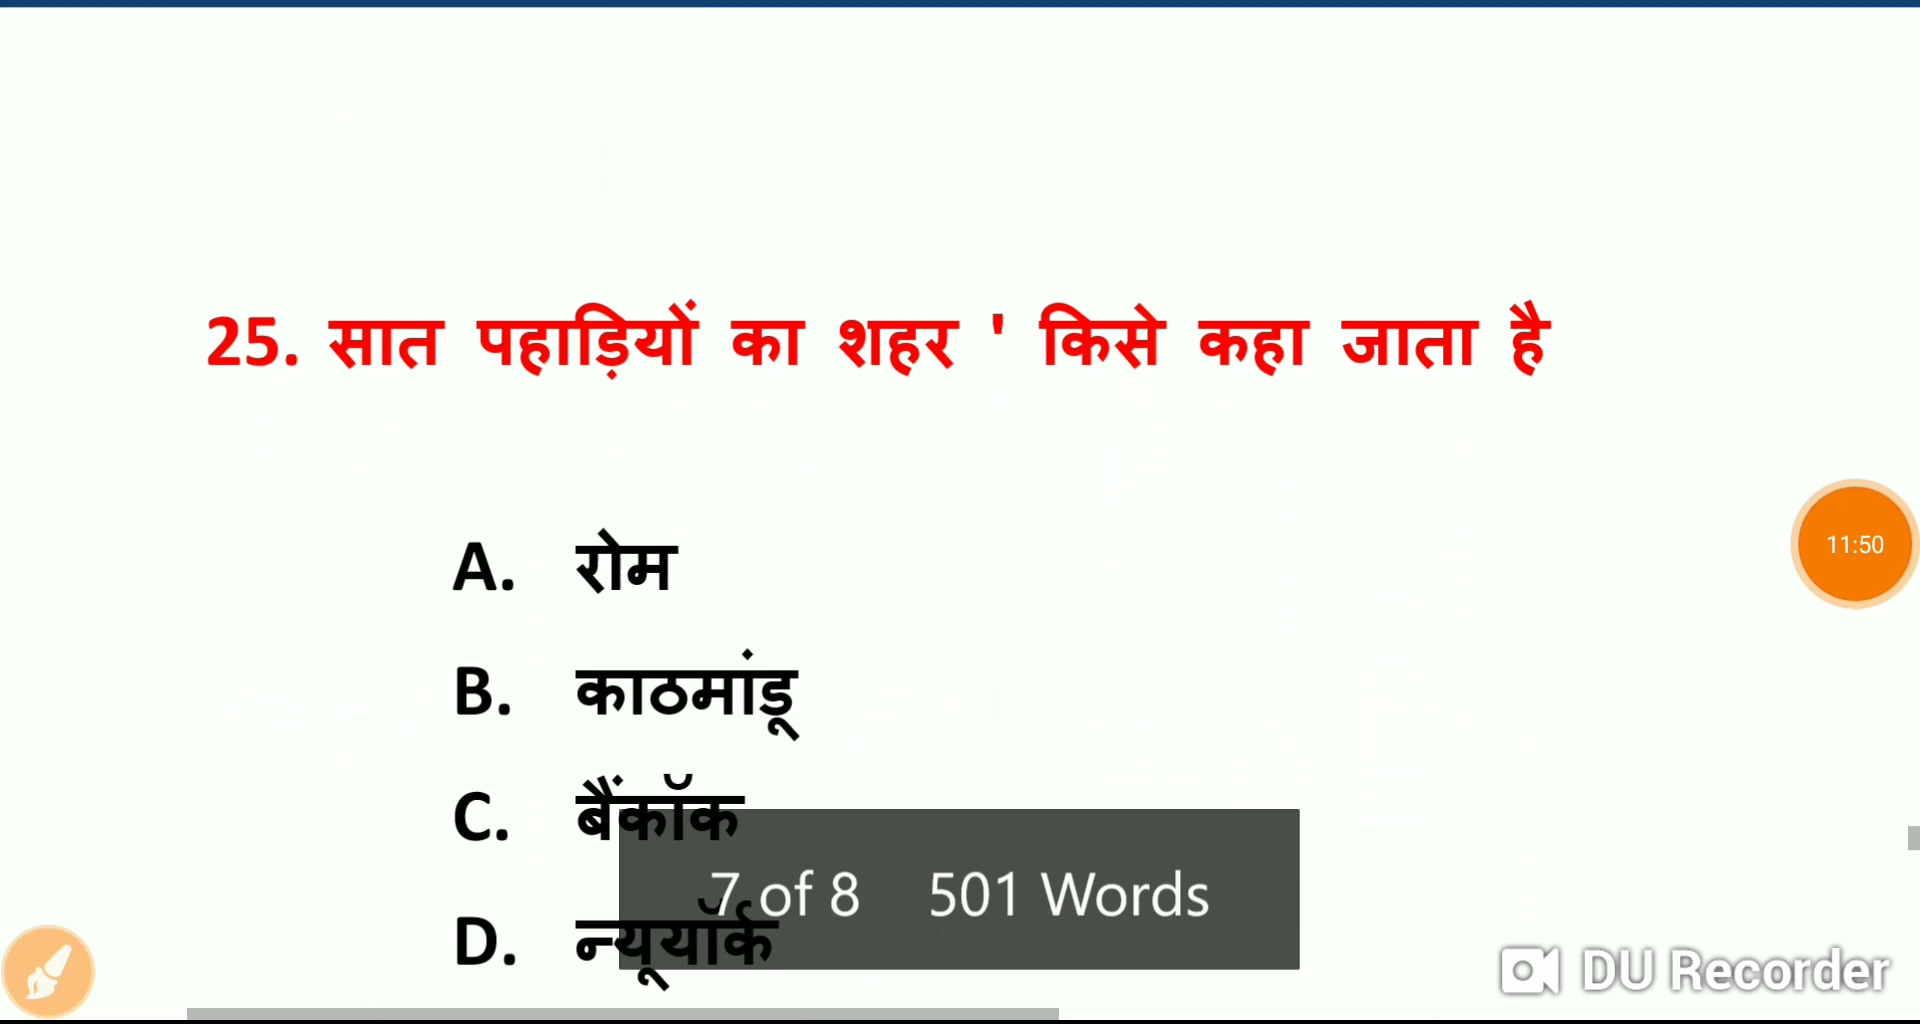 25. सात पहाड़ियों का शहर ' किसे कहा जाता है
A. रोम
11:50
B. काठमांडू
C. बैंकॉक
7 of 8 501 Words
D. न्यूयॉर्क
DU Recorder